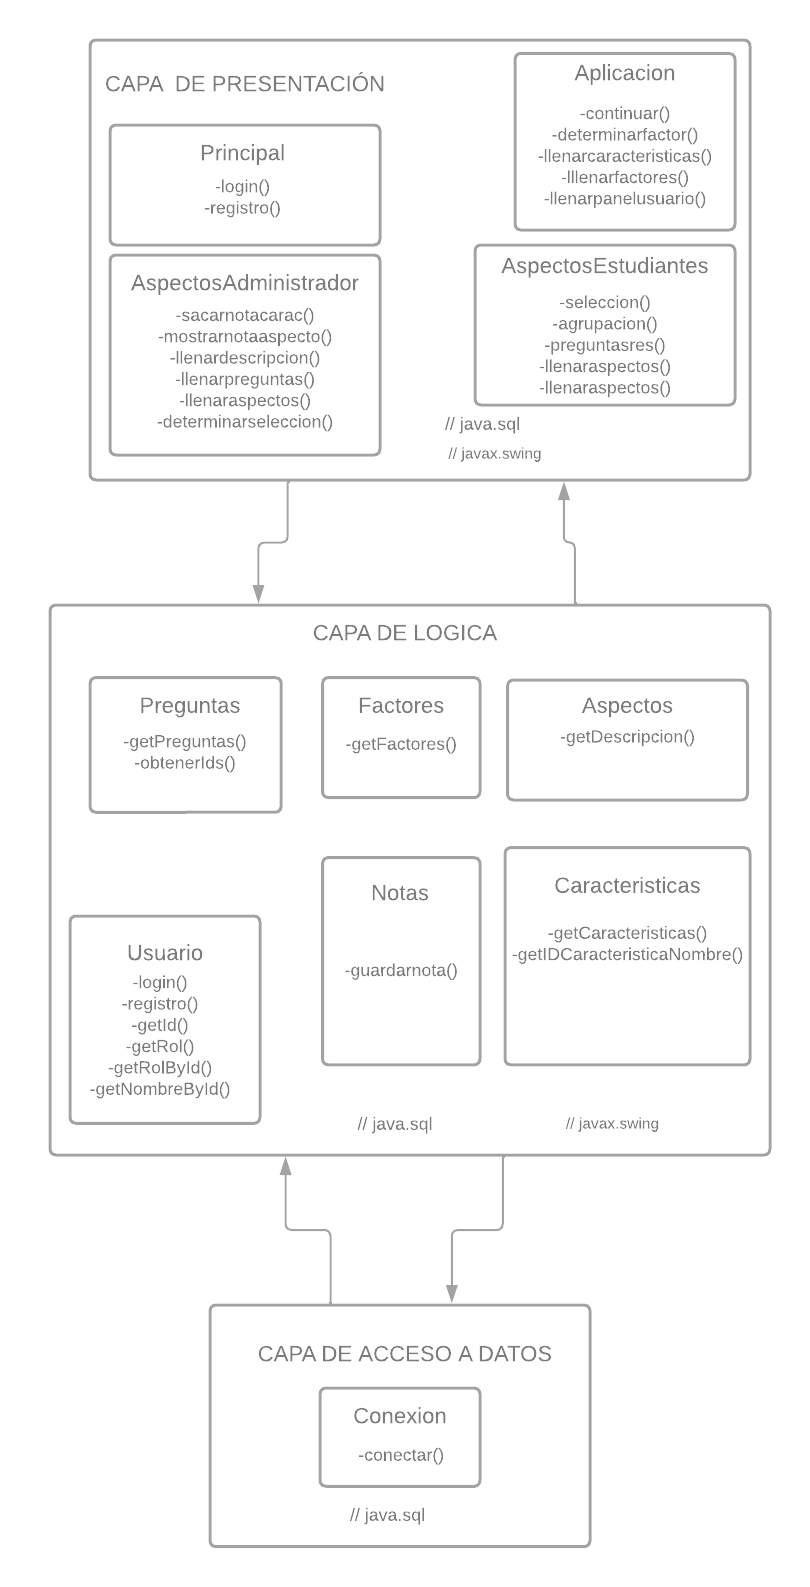 CAPA  DE PRESENTACIÓN
Principal
-login()
-registro()
AspectosAdministrador
-sacarnotacarac()
-mostrarnotaaspecto()
-llenardescripcion()
-llenarpreguntas()
-llenaraspectos()
-determinarseleccion()
Aplicacion
-continuar()
-determinarfactor()
-llenarcaracteristicas()
-lllenarfactores()
-llenarpanelusuario()
AspectosEstudiantes
-seleccion()
-agrupacion()
-preguntasres()
-llenaraspectos()
-llenaraspectos()
// java.sql
// javax.swing
CAPA DE LOGICA
Preguntas
-getPreguntas()
-obtenerIds()
Factores
-getFactores()
Aspectos
-getDescripcion()
Usuario
-login()
-registro()
-getId()
-getRol()
-getRolById()
-getNombreById()
Notas
-guardarnota()
Caracteristicas
-getCaracteristicas()
-getIDCaracteristicaNombre()
// java.sql
// javax.swing
CAPA DE ACCESO A DATOS
Conexion
-conectar()
// java.sql